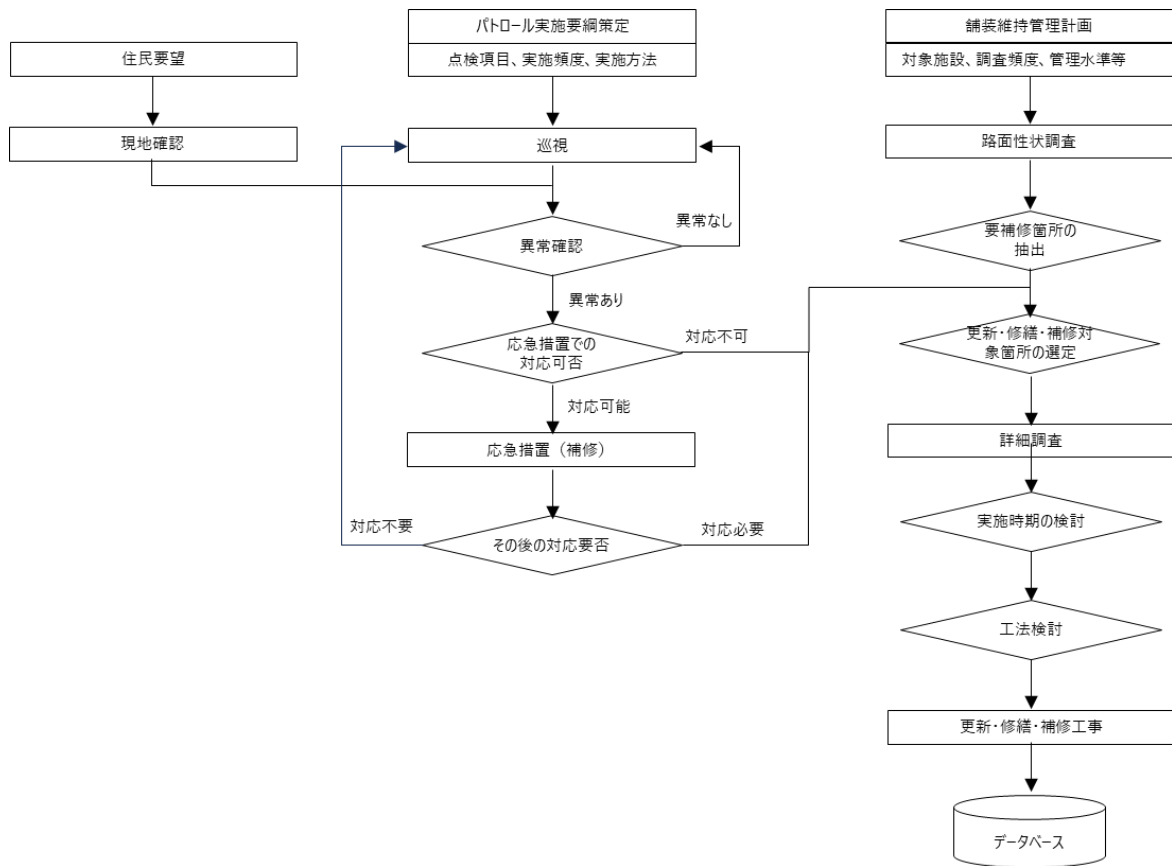 住民要望
現地確認
パトロール実施要綱策定
点検項目、実施頻度、実施方法
巡視
異常なし
異常確認
異常あり
応急措置での
対応可否
対応不可
対応可能
応急措置（補修）
対応不要
その後の対応要否
対応必要
舗装維持管理計画
対象施設、調査頻度、管理水準等
路面性状調査
要補修箇所の
抽出
更新・修繕・補修対
象箇所の選定
詳細調査
実施時期の検討
工法検討
更新・修繕・補修工事
データベース